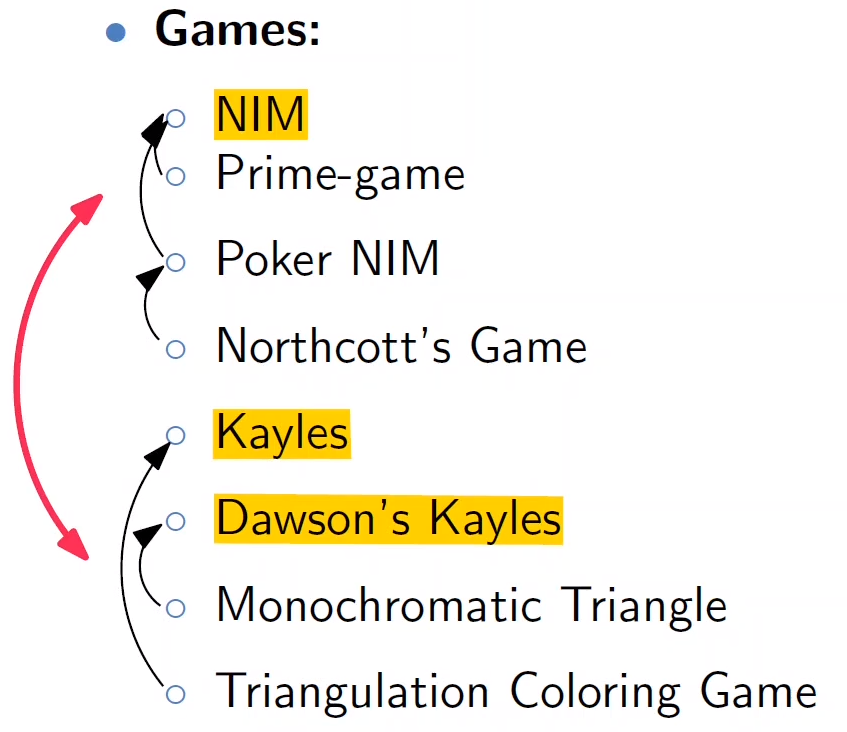 Games:
NIM
Prime-game
Poker NIM
Northcott's Game
Kayles
Dawson's Kayles
Monochromatic Triangle
Triangulation Coloring Game